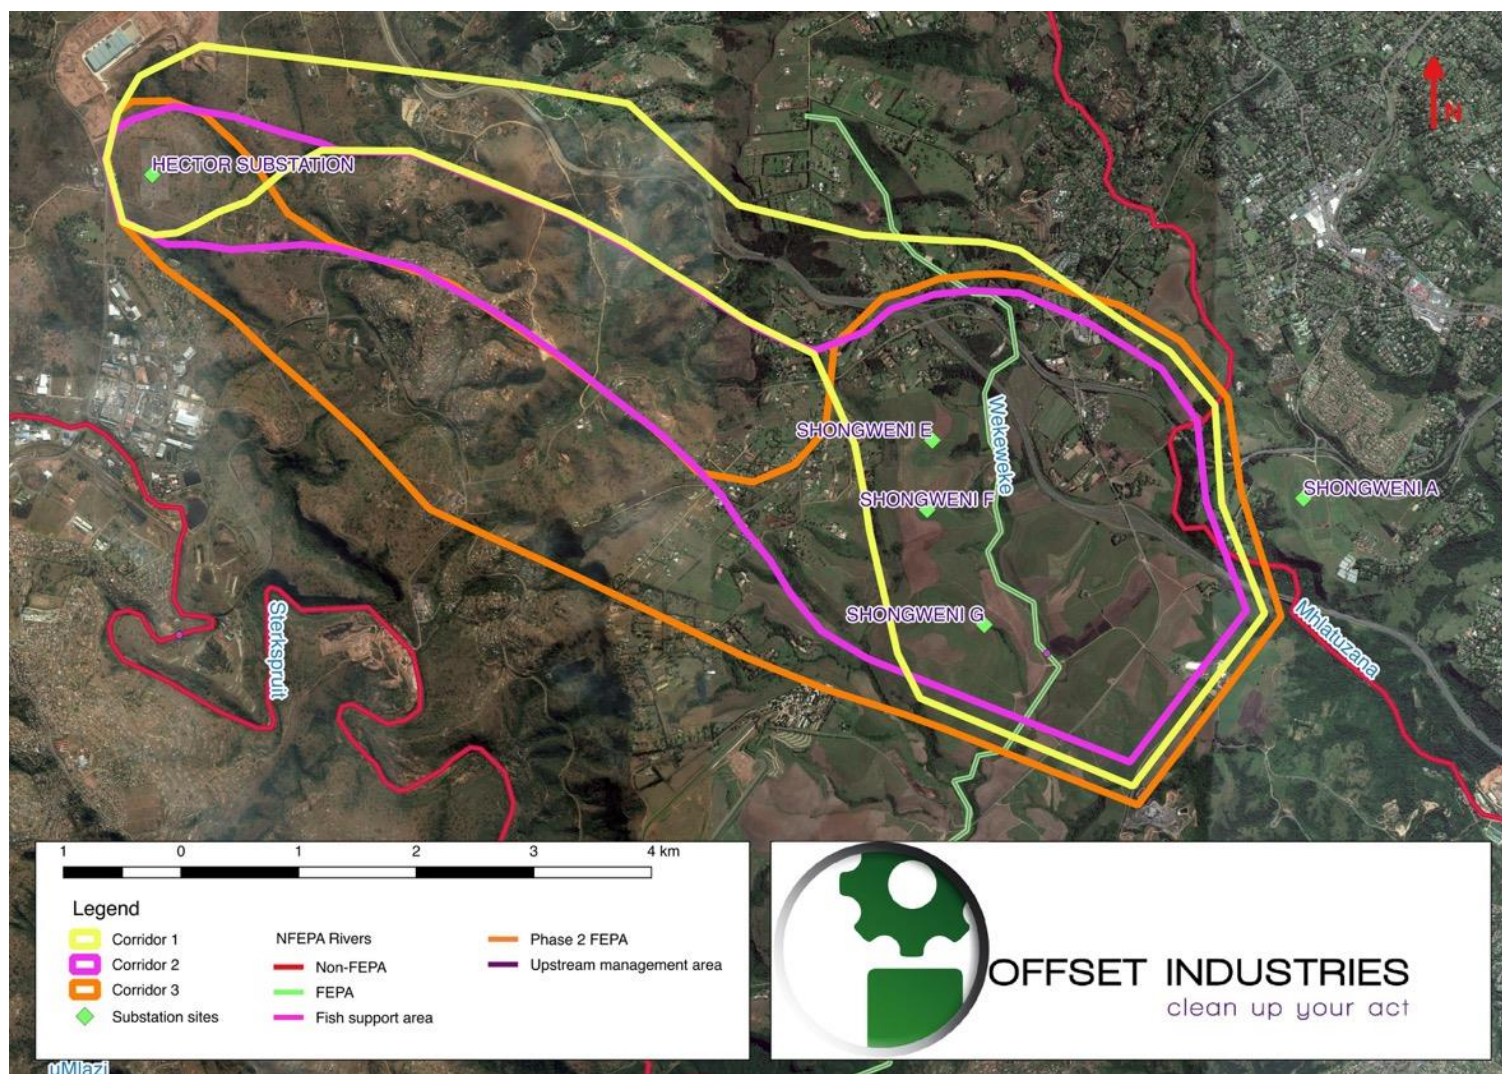 N
HECTOR SUBSTATION
SHONGWENI E
Wekeweke
SHONGWENI F
SHONGWENI A
SHONGWENI G
Sterkspruit
Mhlatuzana
1 0 1 2 3 4 km
Legend
Corridor 1
Corridor 2
Corridor 3
Substation sites
NFEPA Rivers
Non-FEPA
FEPA
Fish support area
Phase 2 FEPA
Upstream management area
OFFSET INDUSTRIES
clean up your act
uMlazi